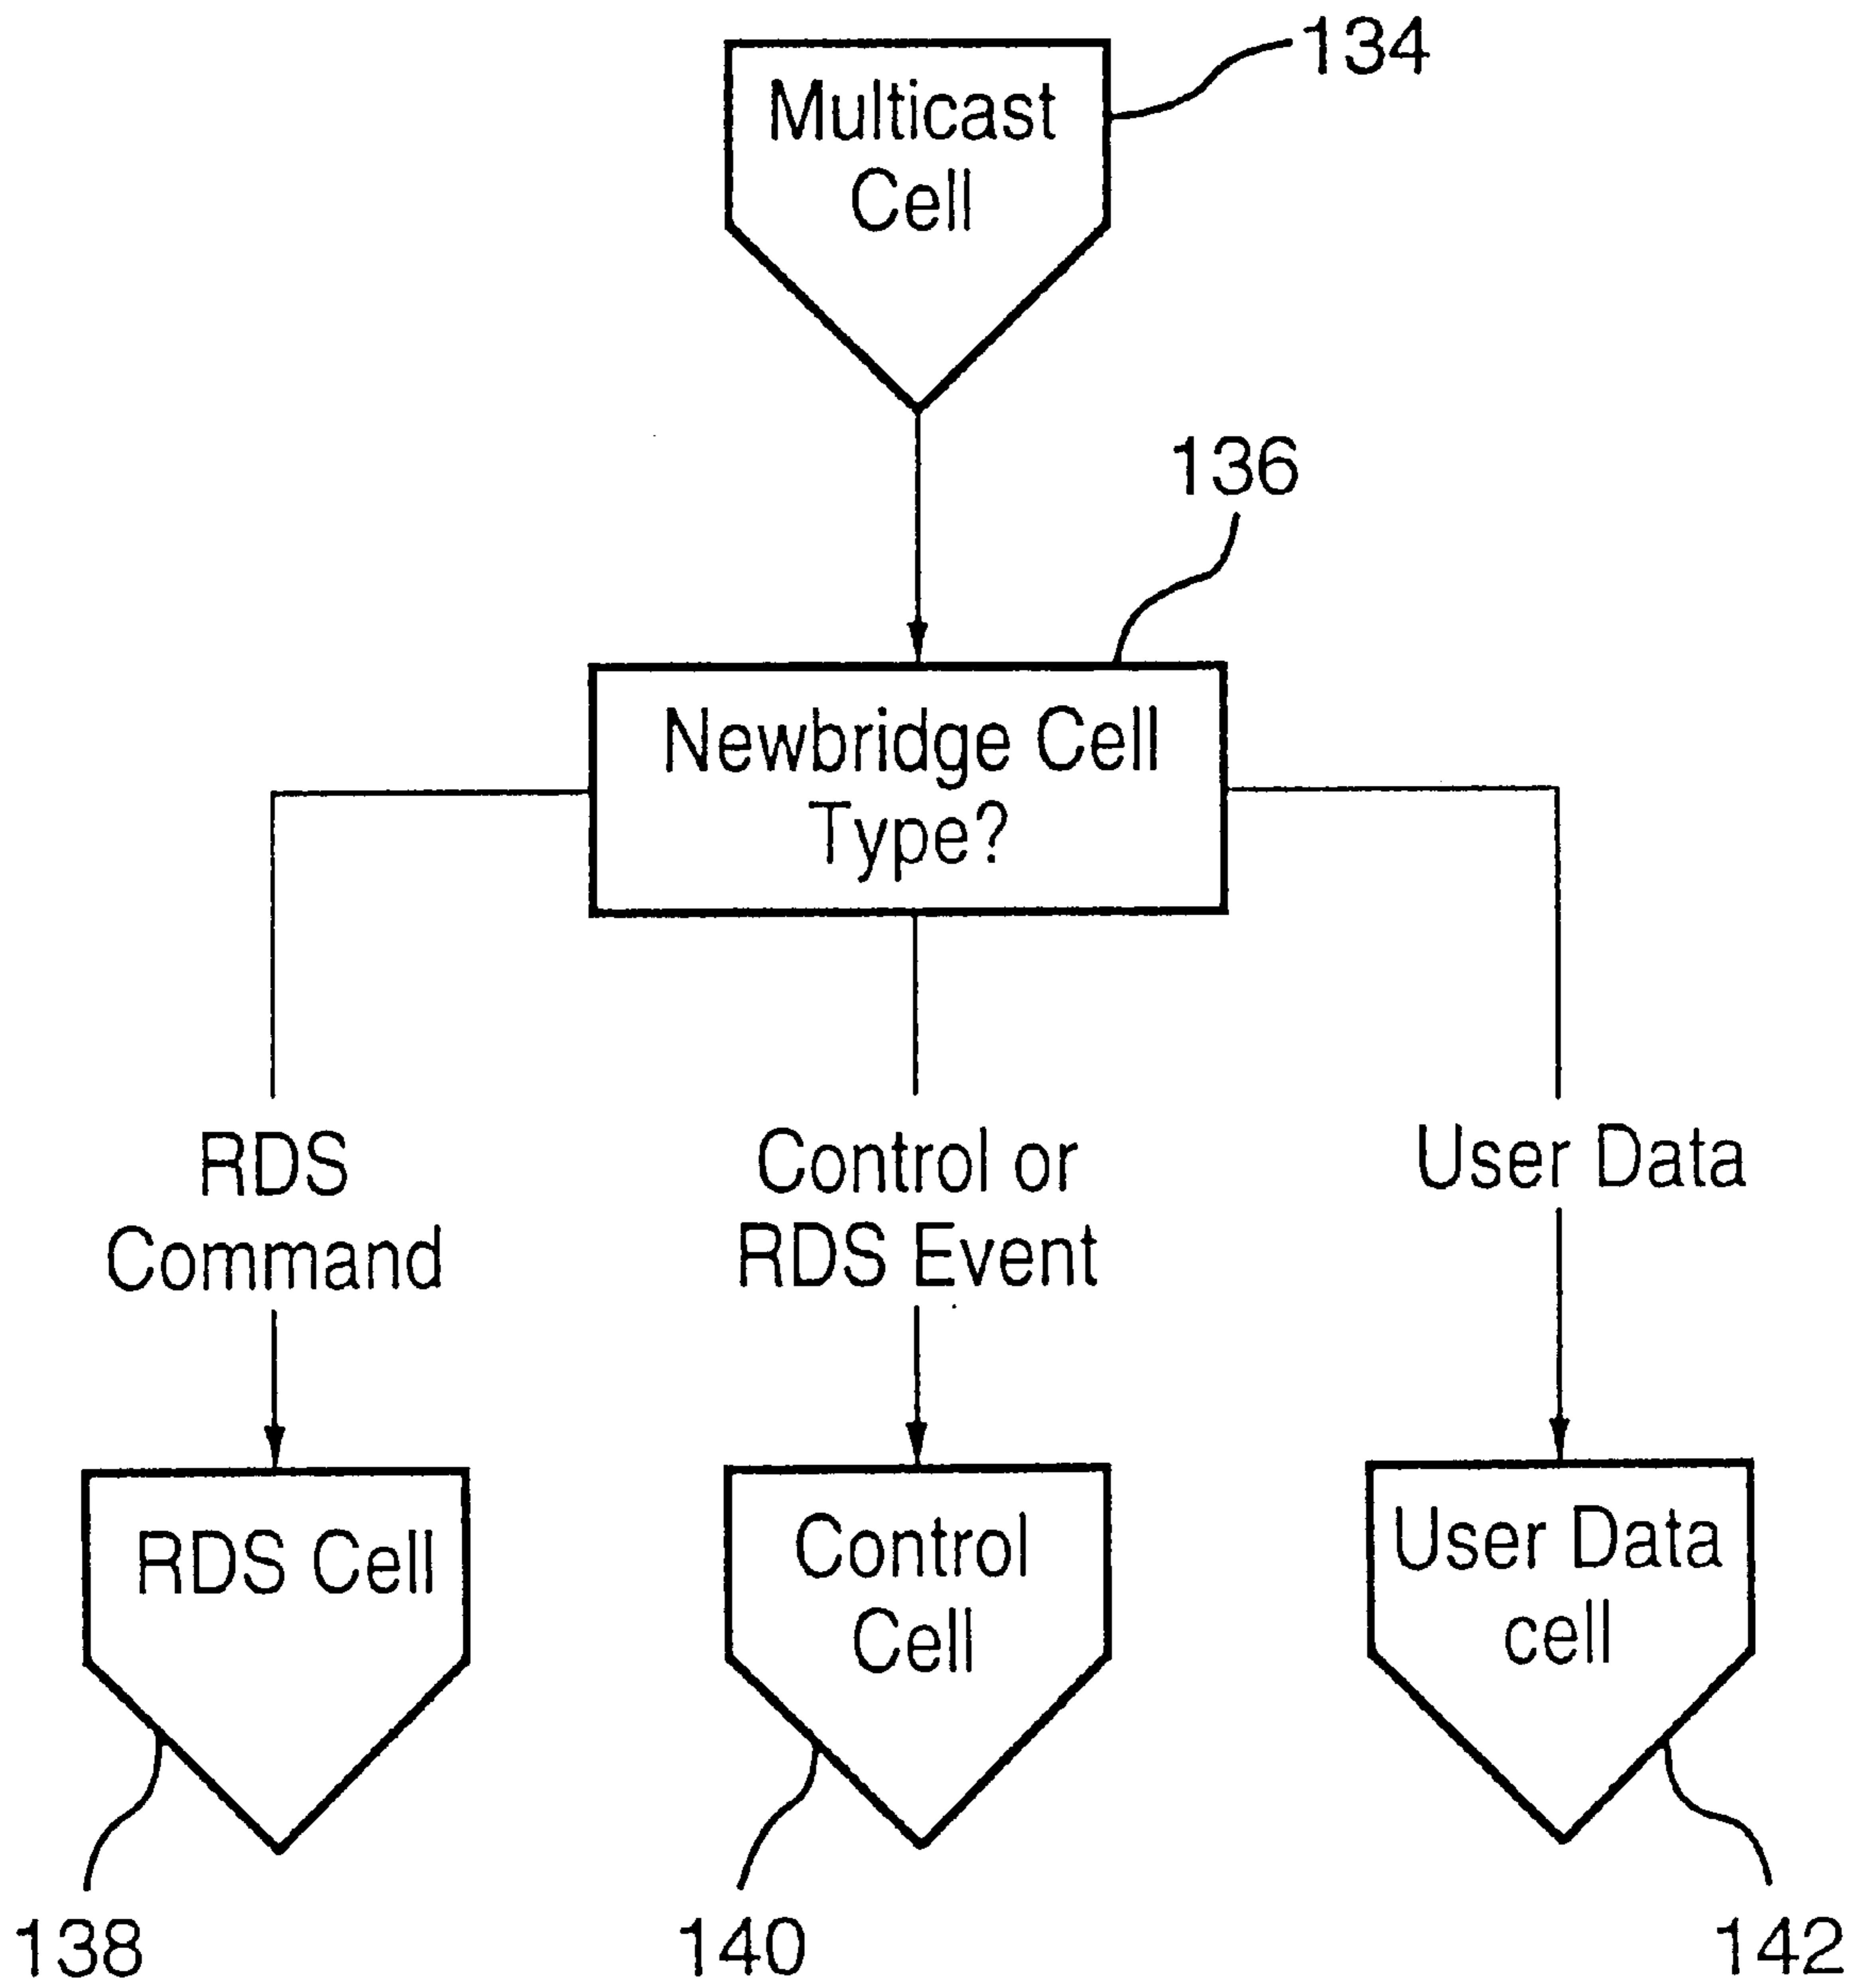 134
Multicast
Cell
136
Newbridge Cell
Type?
RDS
Command
Control or
RDS Event
User Data
RDS Cell
Control
Cell
User Data
cell
138
140
142